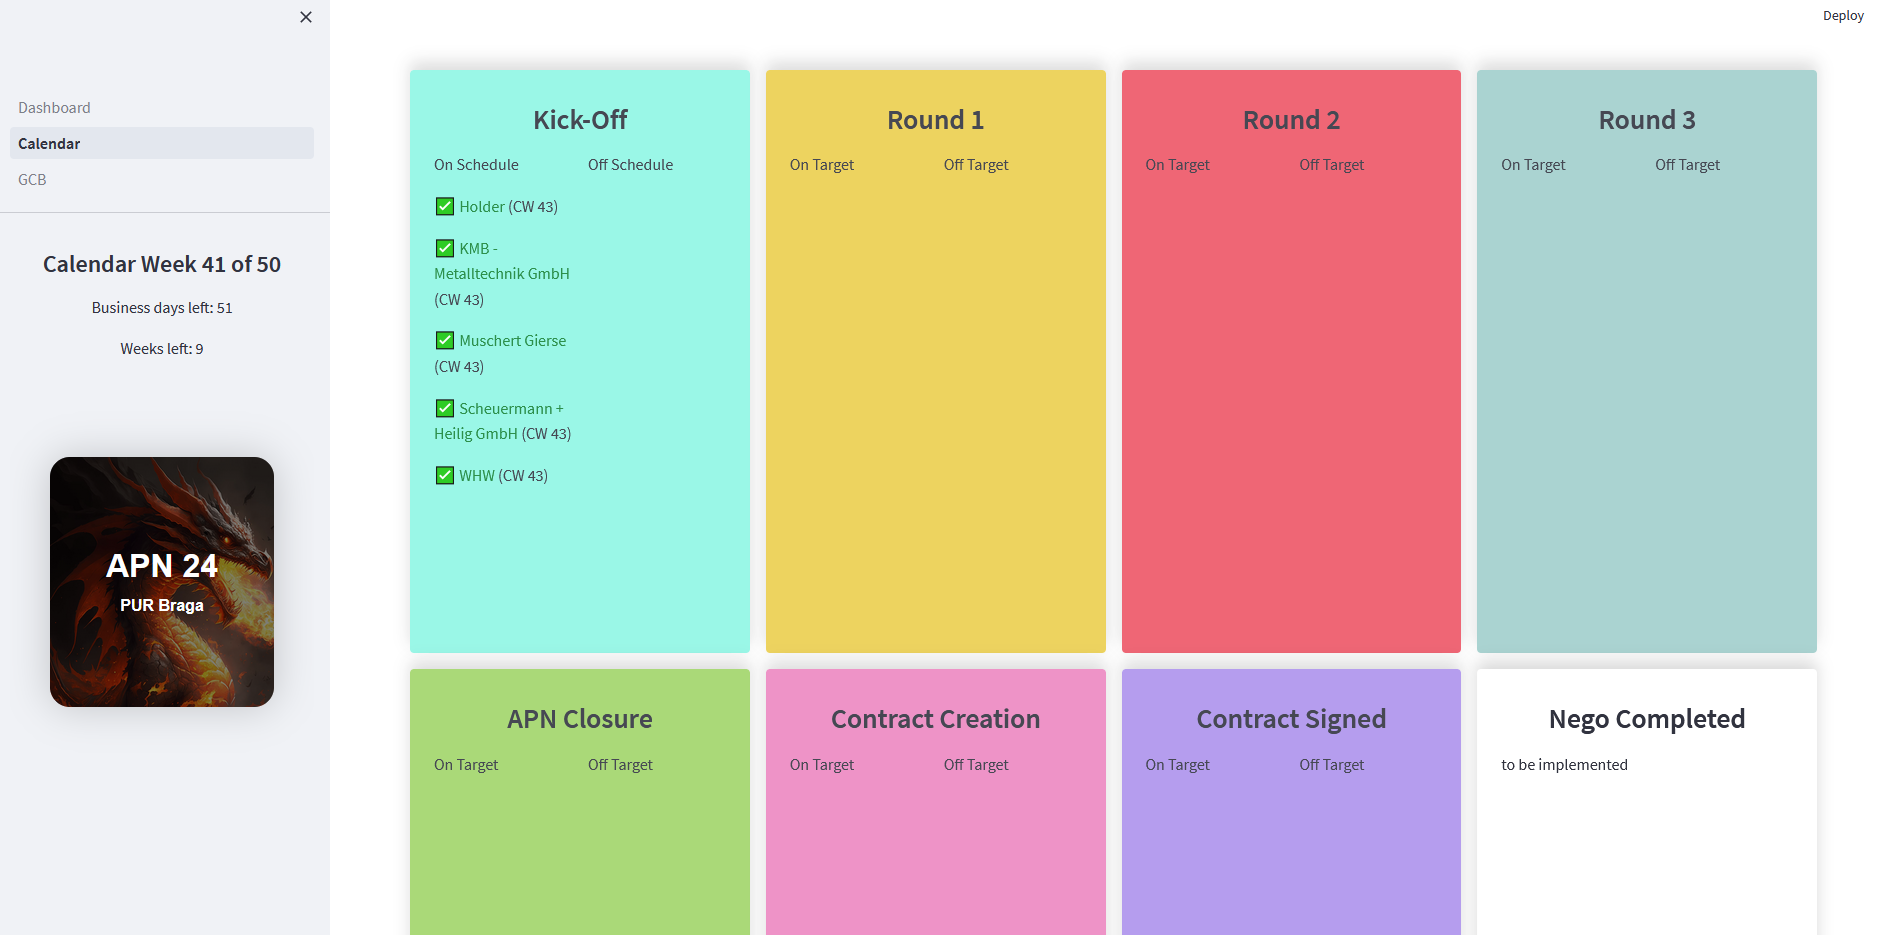 Deploy
Dashboard
Calendar
GCB
Calendar Week 41 of 50
Business days left: 51
Weeks left: 9
APN 24
PUR Braga
Kick-Off
On Schedule
Off Schedule
Holder (CW 43)
KMB -
Metalltechnik GmbH
(CW 43)
Muschert Gierse
(CW 43)
Scheuermann +
Heilig GmbH (CW 43)
WHW (CW 43)
Round 1
On Target
Off Target
Round 2
On Target
Off Target
Round 3
On Target
Off Target
APN Closure
On Target
Off Target
Contract Creation
On Target
Off Target
Contract Signed
On Target
Off Target
Nego Completed
to be implemented